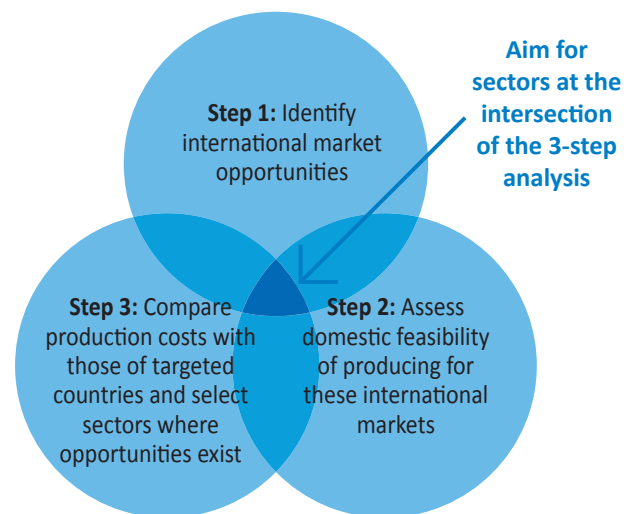 Aim for
sectors at the
intersection
of the 3-step
analysis
Step 1: Identify
international market
opportunities
Step 3: Compare
production costs with
those of targeted
countries and select
sectors where
opportunities exist
Step 2: Assess
domestic feasibility
of producing for
these international
markets